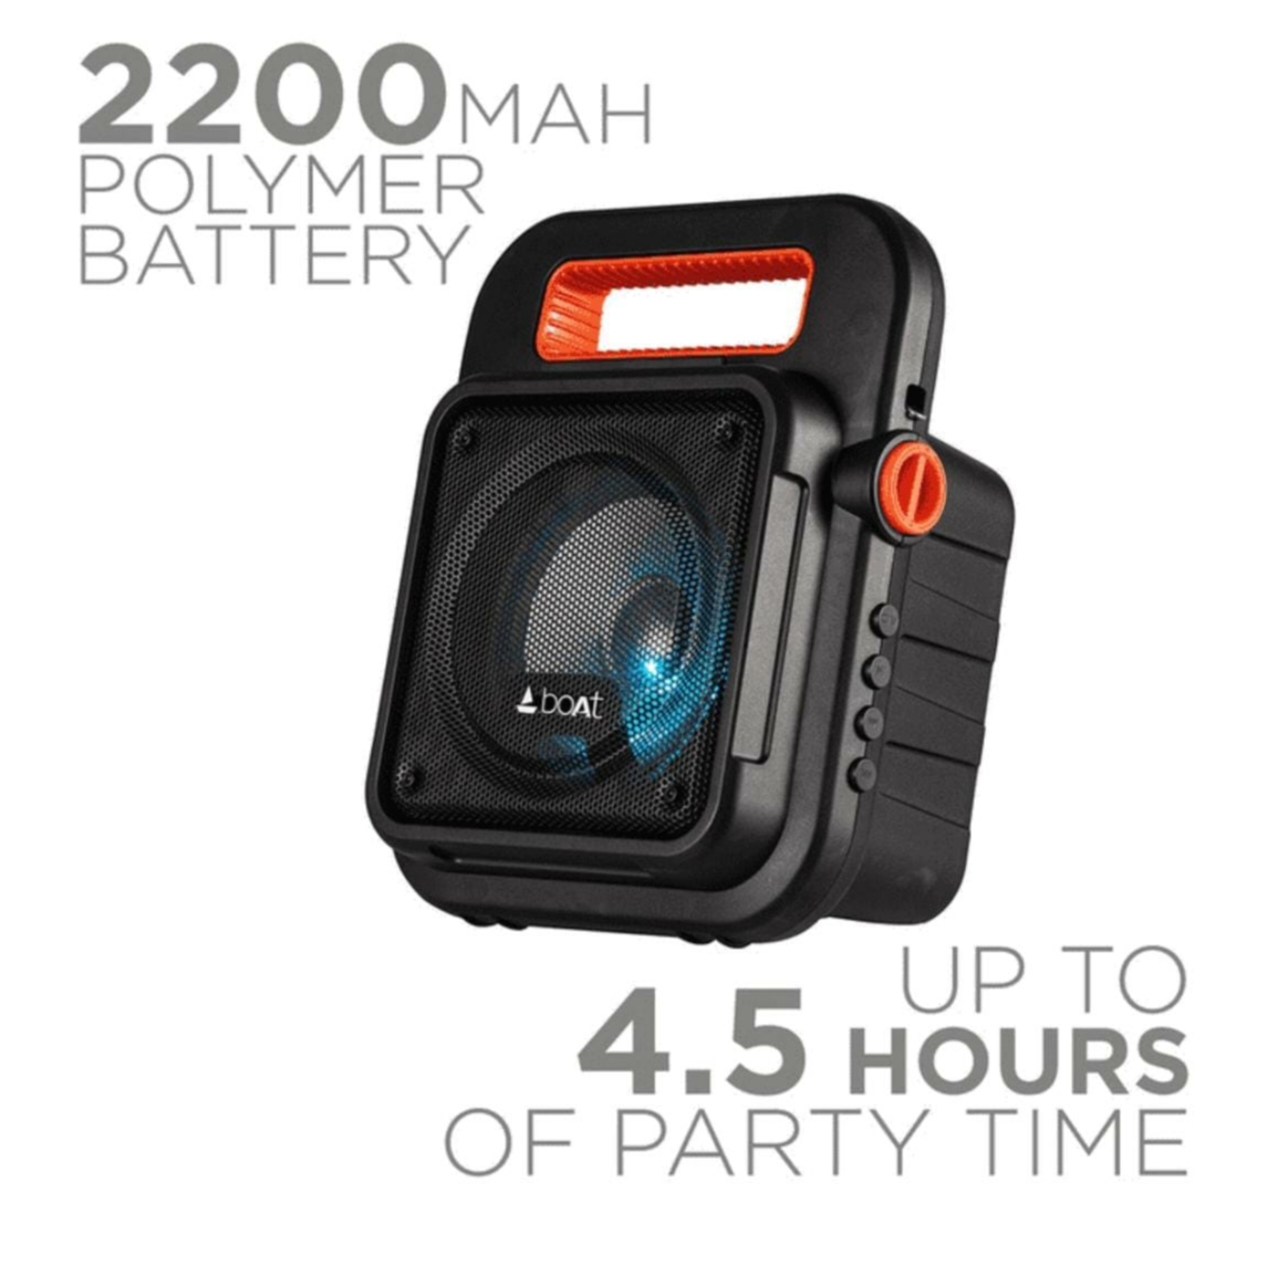 2200MAH
POLYMER
BATTERY
boAt
UP TO
4.5 HOURS
OF PARTY TIME